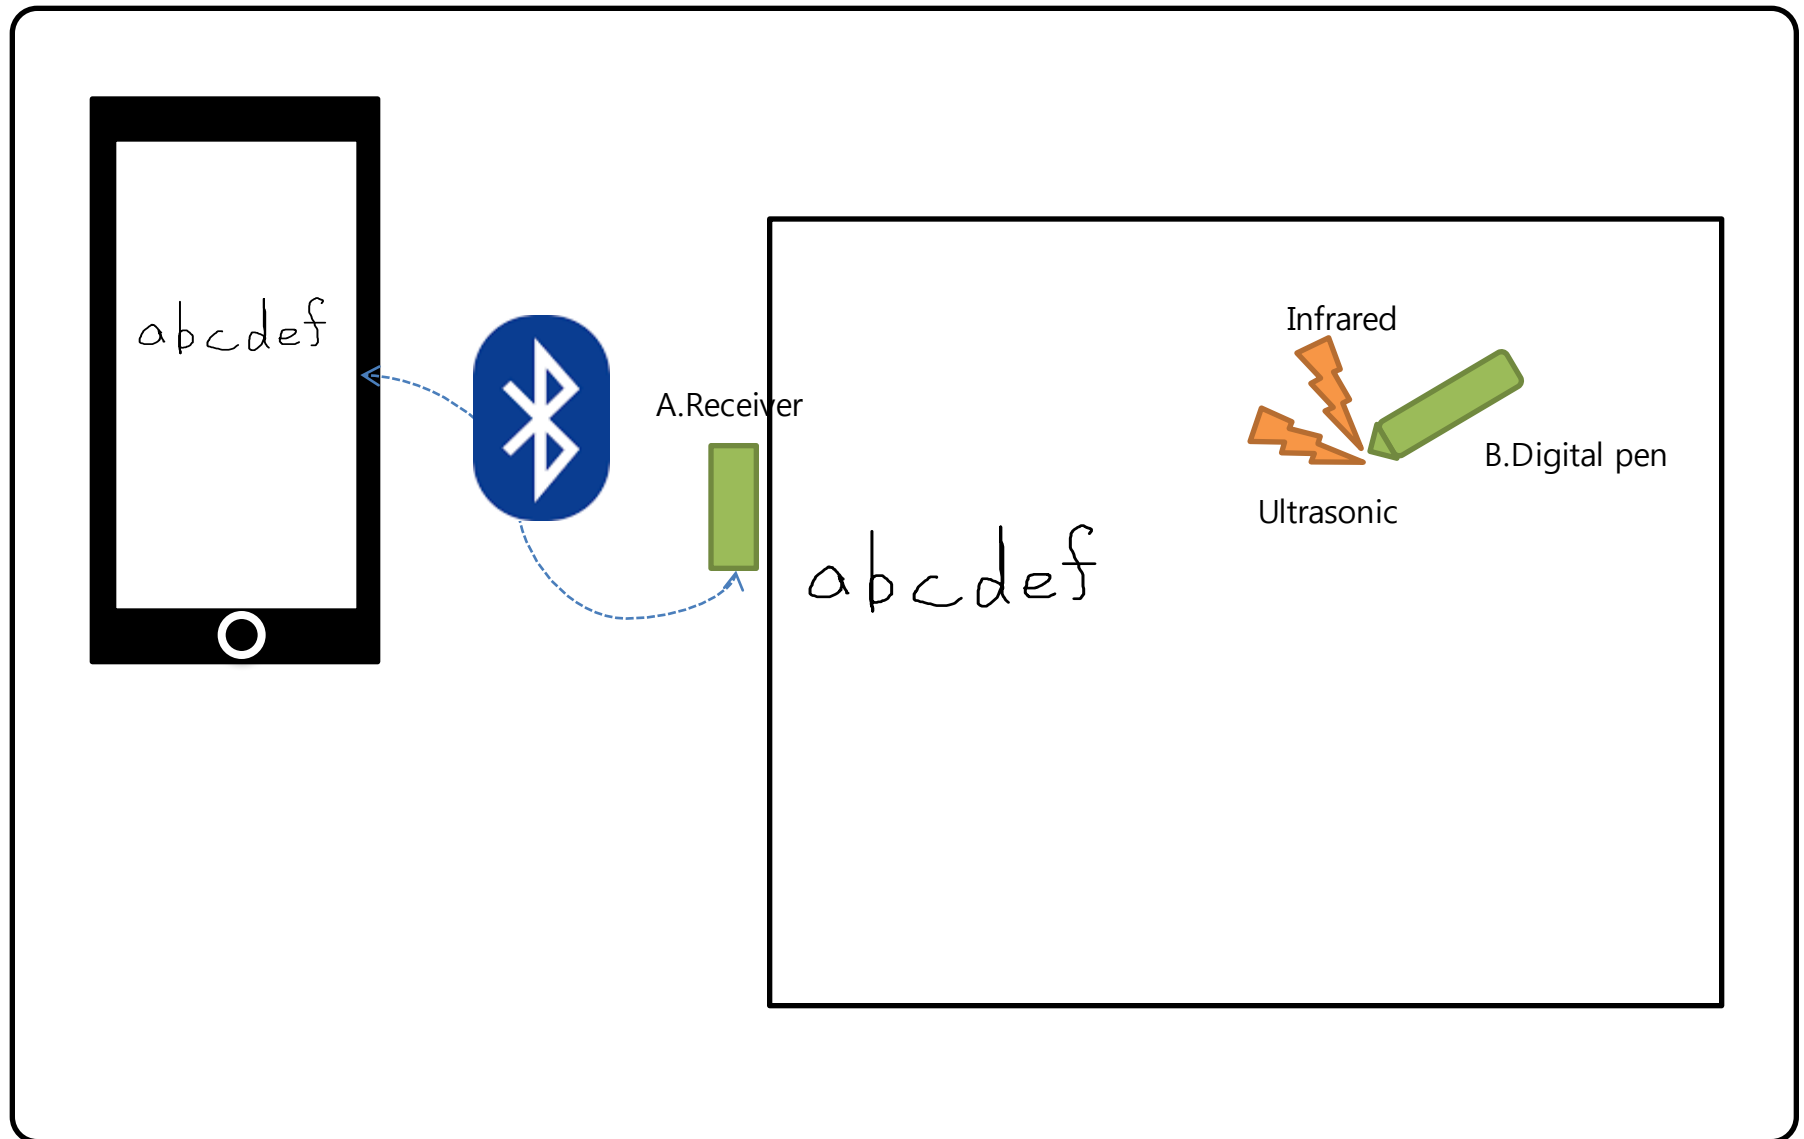 abcdef
A.Receiver
Infrared
B.Digital pen
Ultrasonic
abcdef